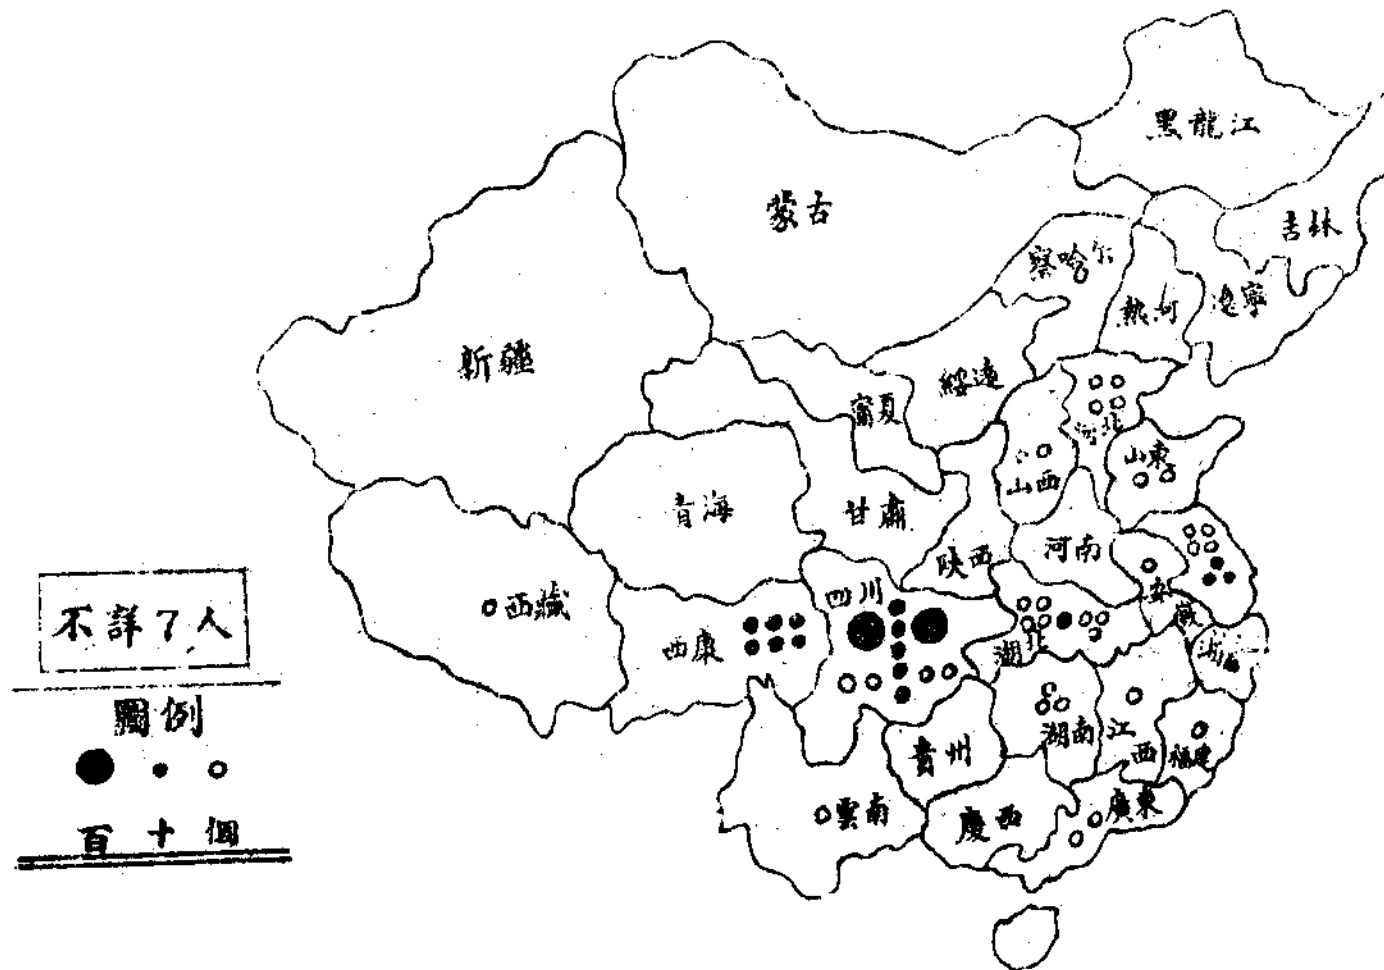 黑龍江
吉林
蒙古
察哈尔
熱河
遼寧
新疆
綏遠
寧夏
河北
山東
山西
青海
甘肅
陝西
河南
安徽
西藏
西康
四川
湖北
浙
湖南
江西
福建
貴州
雲南
廣西
廣東
不詳7人
圖例
百 十 個